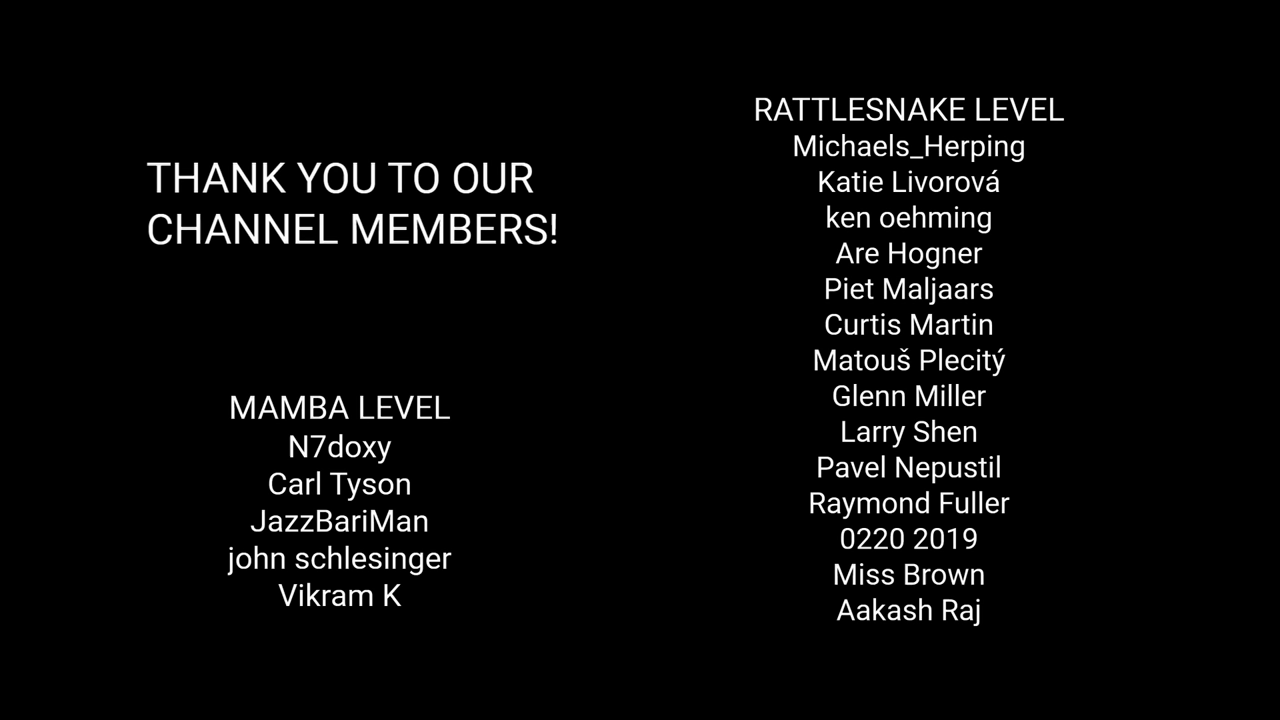 THANK YOU TO OUR
CHANNEL MEMBERS!
MAMBA LEVEL
N7doxy
Carl Tyson
JazzBariMan
john schlesinger
Vikram K
RATTLESNAKE LEVEL
Michaels_Herping
Katie Livorová
ken oehming
Are Hogner
Piet Maljaars
Curtis Martin
Matouš Plecitý
Glenn Miller
Larry Shen
Pavel Nepustil
Raymond Fuller
0220 2019
Miss Brown
Aakash Raj